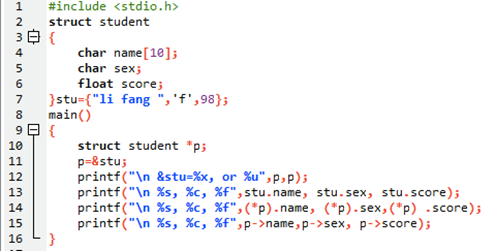 1 #include <stdio.h>
2 struct student
3 {
4 char name[10];
5 char sex;
6 float score;
7 }stu={"li fang ",'f',98};
8 main()
9 {
10 struct student *p;
11 p=&stu;
12 printf("\n &stu=%x, or %u",p,p);
13 printf("\n %s, %c, %f",stu.name, stu.sex, stu.score);
14 printf("\n %s, %c, %f",(*p).name, (*p).sex,(*p) .score);
15 printf("\n %s, %c, %f",p->name,p->sex, p->score);
16 }